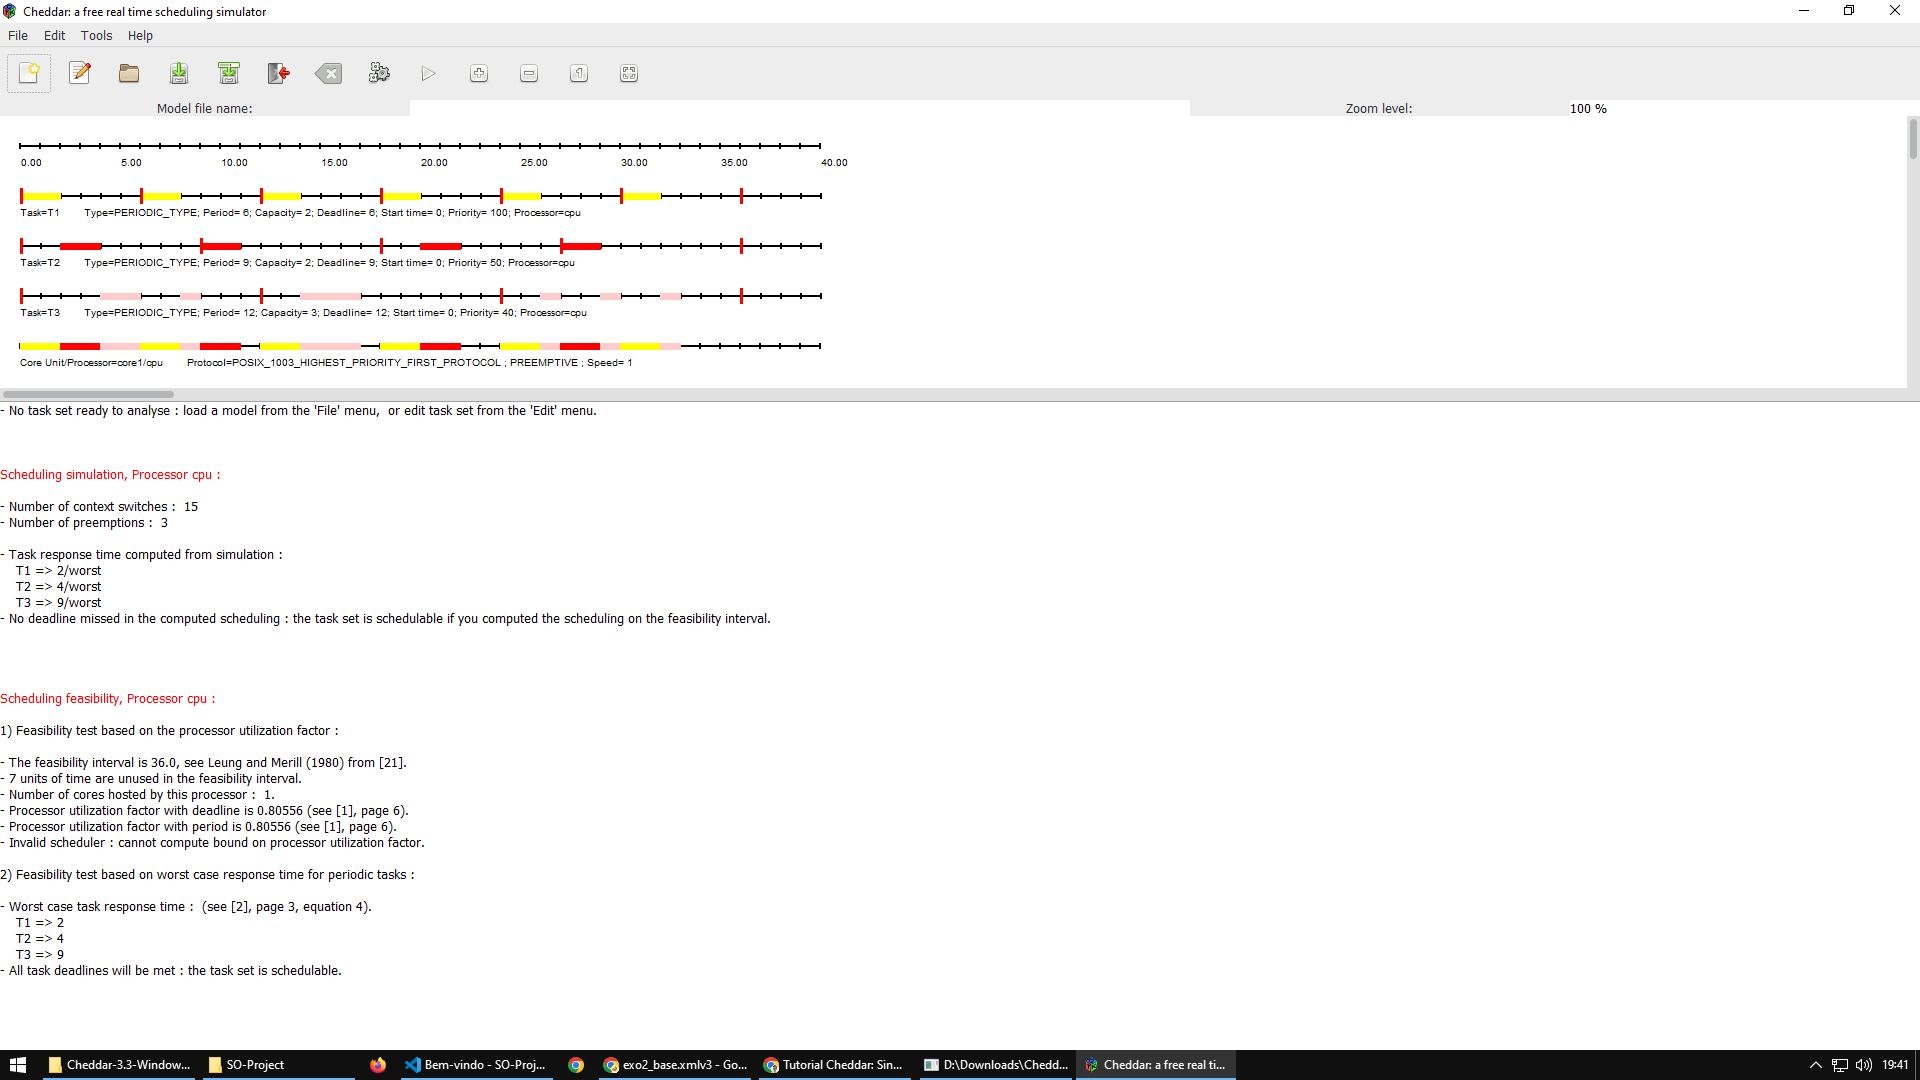 Cheddar: a free real time scheduling simulator
File Edit Tools Help
Model file name: Zoom level: 100 %
0.00 5.00 10.00 15.00 20.00 25.00 30.00 35.00 40.00
Task=T1 Type=PERIODIC_TYPE; Period= 6; Capacity= 2; Deadline= 6; Start time= 0; Priority= 100; Processor=cpu
Task=T2 Type=PERIODIC_TYPE; Period= 9; Capacity= 2; Deadline= 9; Start time= 0; Priority= 50; Processor=cpu
Task=T3 Type=PERIODIC_TYPE; Period= 12; Capacity= 3; Deadline= 12; Start time= 0; Priority= 40; Processor=cpu
Core Unit/Processor=core1/cpu Protocol=POSIX_1003_HIGHEST_PRIORITY_FIRST_PROTOCOL ; PREEMPTIVE ; Speed= 1
- No task set ready to analyse : load a model from the 'File' menu, or edit task set from the 'Edit' menu.
Scheduling simulation, Processor cpu :
- Number of context switches : 15
- Number of preemptions : 3
- Task response time computed from simulation :
T1 => 2/worst
T2 => 4/worst
T3 => 9/worst
- No deadline missed in the computed scheduling : the task set is schedulable if you computed the scheduling on the feasibility interval.
Scheduling feasibility, Processor cpu :
1) Feasibility test based on the processor utilization factor :
- The feasibility interval is 36.0, see Leung and Merill (1980) from [21].
- 7 units of time are unused in the feasibility interval.
- Number of cores hosted by this processor : 1.
- Processor utilization factor with deadline is 0.80556 (see [1], page 6).
- Processor utilization factor with period is 0.80556 (see [1], page 6).
- Invalid scheduler : cannot compute bound on processor utilization factor.
2) Feasibility test based on worst case response time for periodic tasks :
- Worst case task response time : (see [2], page 3, equation 4).
T1 => 2
T2 => 4
T3 => 9
- All task deadlines will be met : the task set is schedulable.
Cheddar-3.3-Window... SO-Project Bem-vindo - SO-Proj... exo2_base.xmlv3 - Go... Tutorial Cheddar: Sin... D:\Downloads\Chedd... Cheddar: a free real ti... 19:41